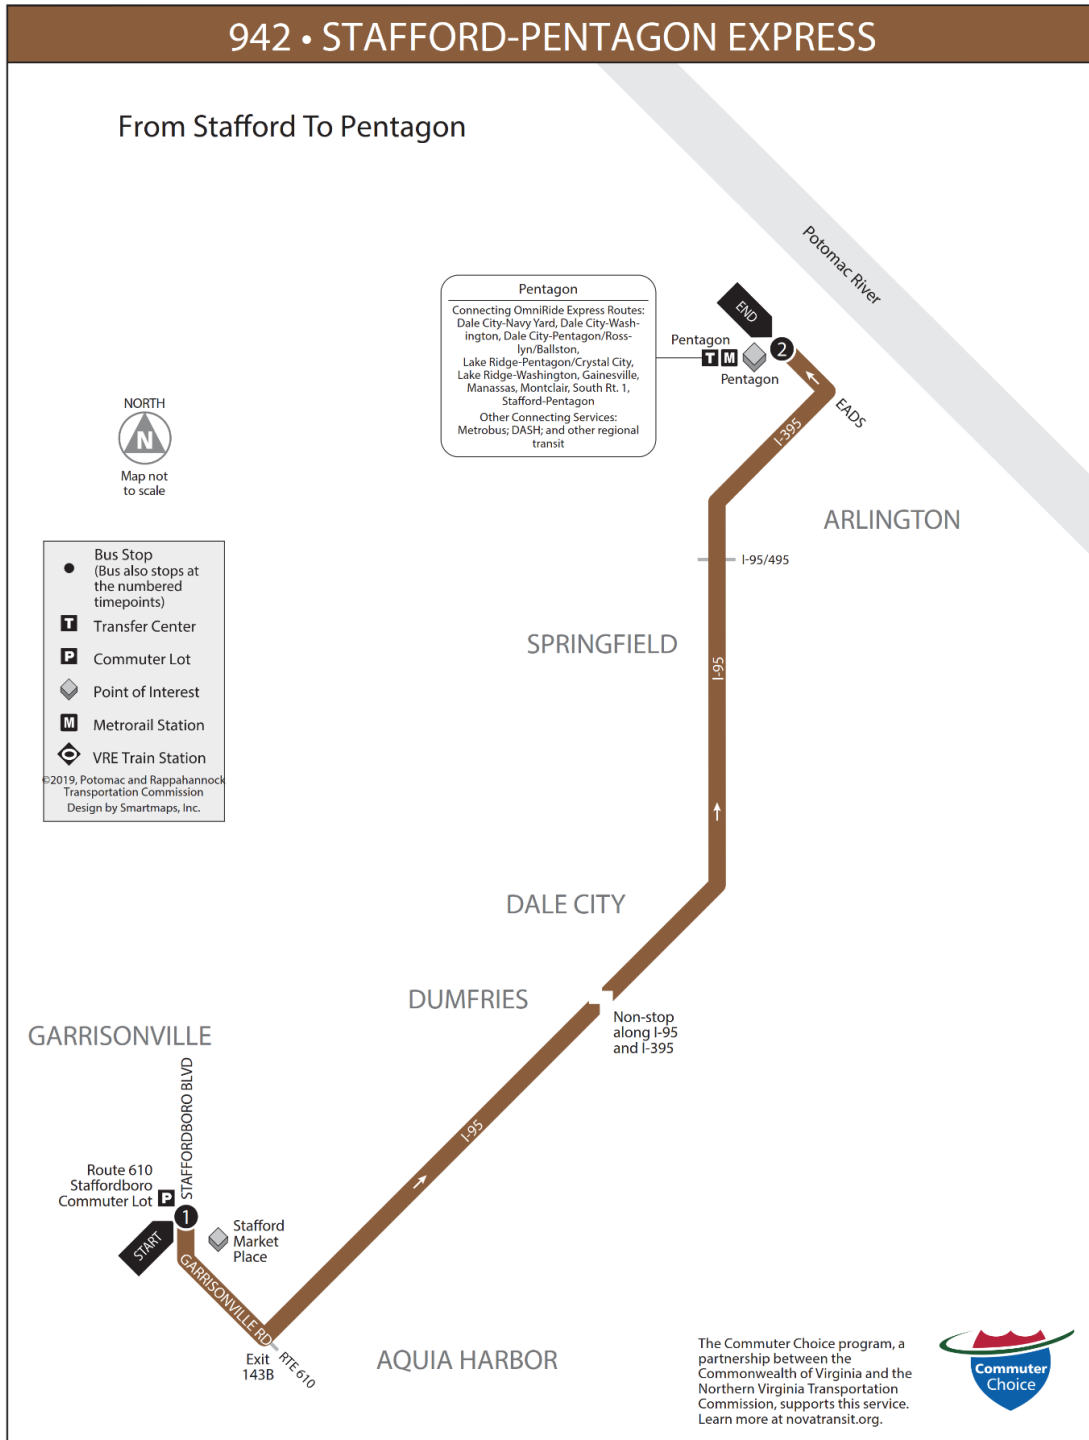 942 • STAFFORD-PENTAGON EXPRESS
From Stafford To Pentagon
Potomac River
Pentagon
Connecting OmniRide Express Routes:
Dale City-Navy Yard, Dale City-Wash-
ington, Dale City-Pentagon/Ross-
lyn/Ballston,
Lake Ridge-Pentagon/Crystal City,
Lake Ridge-Washington, Gainesville,
Manassas, Montclair, South Rt. 1,
Stafford-Pentagon
Other Connecting Services:
Metrobus; DASH; and other regional
transit
END
Pentagon
T M
2
Pentagon
EADS
I-395
NORTH
N
Map not
to scale
ARLINGTON
I-95/495
Bus Stop
(Bus also stops at
the numbered
timepoints)
T Transfer Center
P Commuter Lot
Point of Interest
M Metrorail Station
VRE Train Station
©2019, Potomac and Rappahannock
Transportation Commission
Design by Smartmaps, Inc.
SPRINGFIELD
I-95
DALE CITY
DUMFRIES
Non-stop
along I-95
and I-395
GARRISONVILLE
STAFFORDBORO BLVD
I-95
Route 610
Staffordboro
Commuter Lot P
1
START
Stafford
Market
Place
GARRISONVILLE RD
Exit
143B
RTE 610
AQUIA HARBOR
The Commuter Choice program, a
partnership between the
Commonwealth of Virginia and the
Northern Virginia Transportation
Commission, supports this service.
Learn more at novatransit.org.
Commuter
Choice